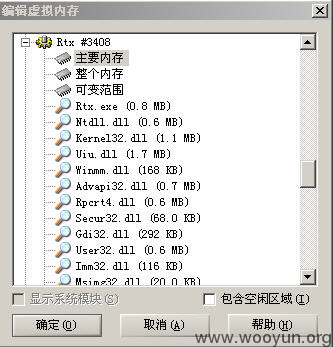 编辑虚拟内存
Rtx #3408
主要内存
整个内存
可变范围
Rtx.exe (0.8 MB)
Ntdll.dll (0.6 MB)
Kernel32.dll (1.1 MB)
Uiu.dll (1.7 MB)
Winmm.dll (168 KB)
Advapi32.dll (0.7 MB)
Rpcrt4.dll (0.6 MB)
Secur32.dll (68.0 KB)
Gdi32.dll (292 KB)
User32.dll (0.6 MB)
Imm32.dll (116 KB)
Msimg32.dll (20.0 KB)
显示系统模块(S)
包含空闲区域(I)
确定(O)
取消(A)
帮助(H)
www.wooyun.org